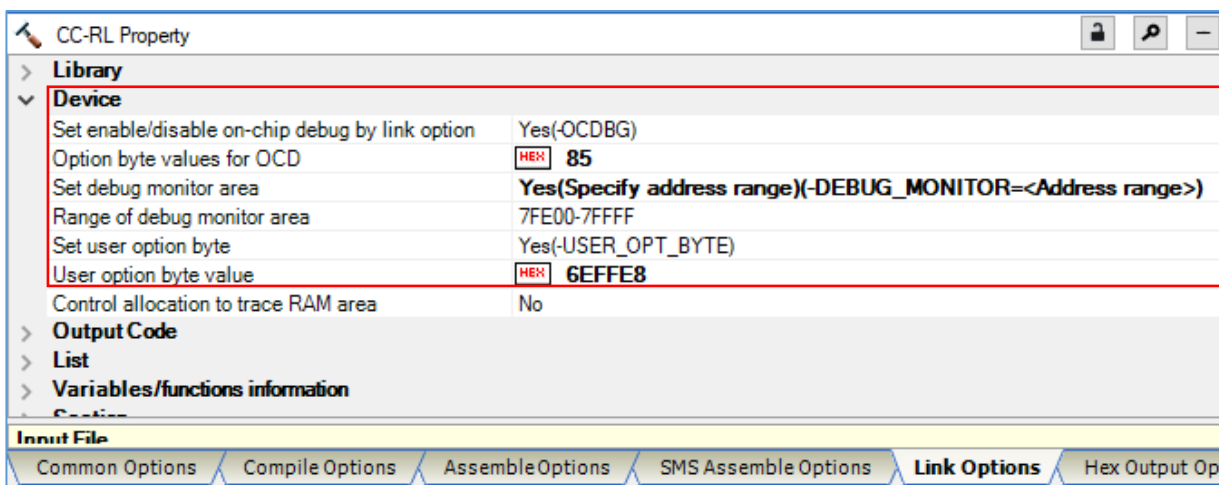 CC-RL Property
Library
Device
Set enable/disable on-chip debug by link option Yes(-OCDBG)
Option byte values for OCD HEX 85
Set debug monitor area Yes(Specify address range)(-DEBUG_MONITOR=<Address range>)
Range of debug monitor area 7FE00-7FFFF
Set user option byte Yes(-USER_OPT_BYTE)
User option byte value HEX 6EFFE8
Control allocation to trace RAM area No
Output Code
List
Variables/functions information
Section
Input File
Common Options Compile Options Assemble Options SMS Assemble Options Link Options Hex Output Op